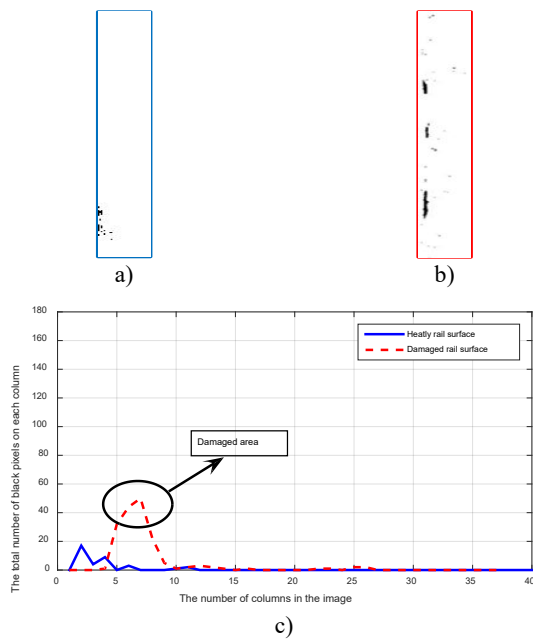 a)
b)
The total number of black pixels on each column
180
160
140
120
100
80
60
40
20
0
Heatly rail surface
Damaged rail surface
Damaged area
0
5
10
15
20
25
30
35
40
The number of columns in the image
c)